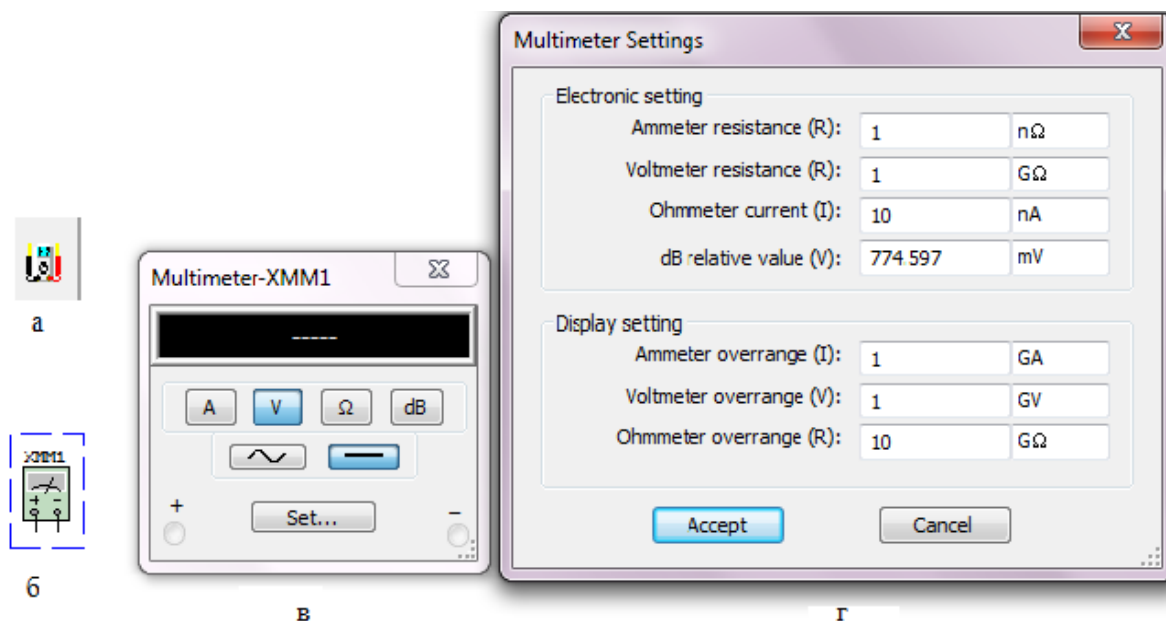 Multimeter Settings
X
Electronic setting
Ammeter resistance (R): 1 nΩ
Voltmeter resistance (R): 1 GΩ
Ohmmeter current (I): 10 nA
dB relative value (V): 774.597 mV
Display setting
Ammeter overrange (I): 1 GA
Voltmeter overrange (V): 1 GV
Ohmmeter overrange (R): 10 GΩ
Accept Cancel
а
Multimeter-XMM1
-----
A V Ω dB
+ Set... -
XMM1
+ -
б
в
г